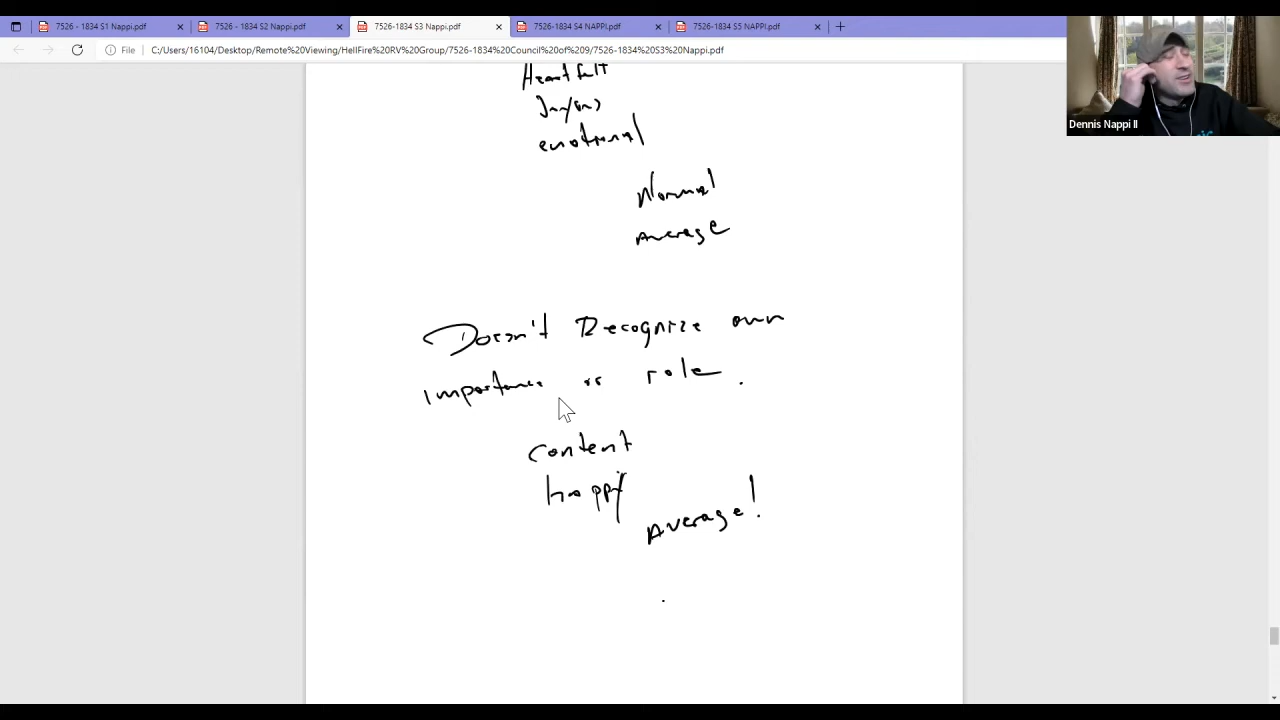 7526 - 1834 S1 Nappi.pdf
7526 - 1834 S2 Nappi.pdf
7526-1834 S3 Nappi.pdf
7526-1834 S4 NAPPI.pdf
7526-1834 S5 NAPPI.pdf
File C:/Users/16104/Desktop/Remote%20Viewing/HellFire%20RV%20Group/7526-1834%20Council%20of%209/7526-1834%20S3%20Nappi.pdf
Dennis Nappi II
Heartfelt
Joyous
emotional
Normal
Average
Doesn't Recognize own
importance or role.
content
happy
Average!